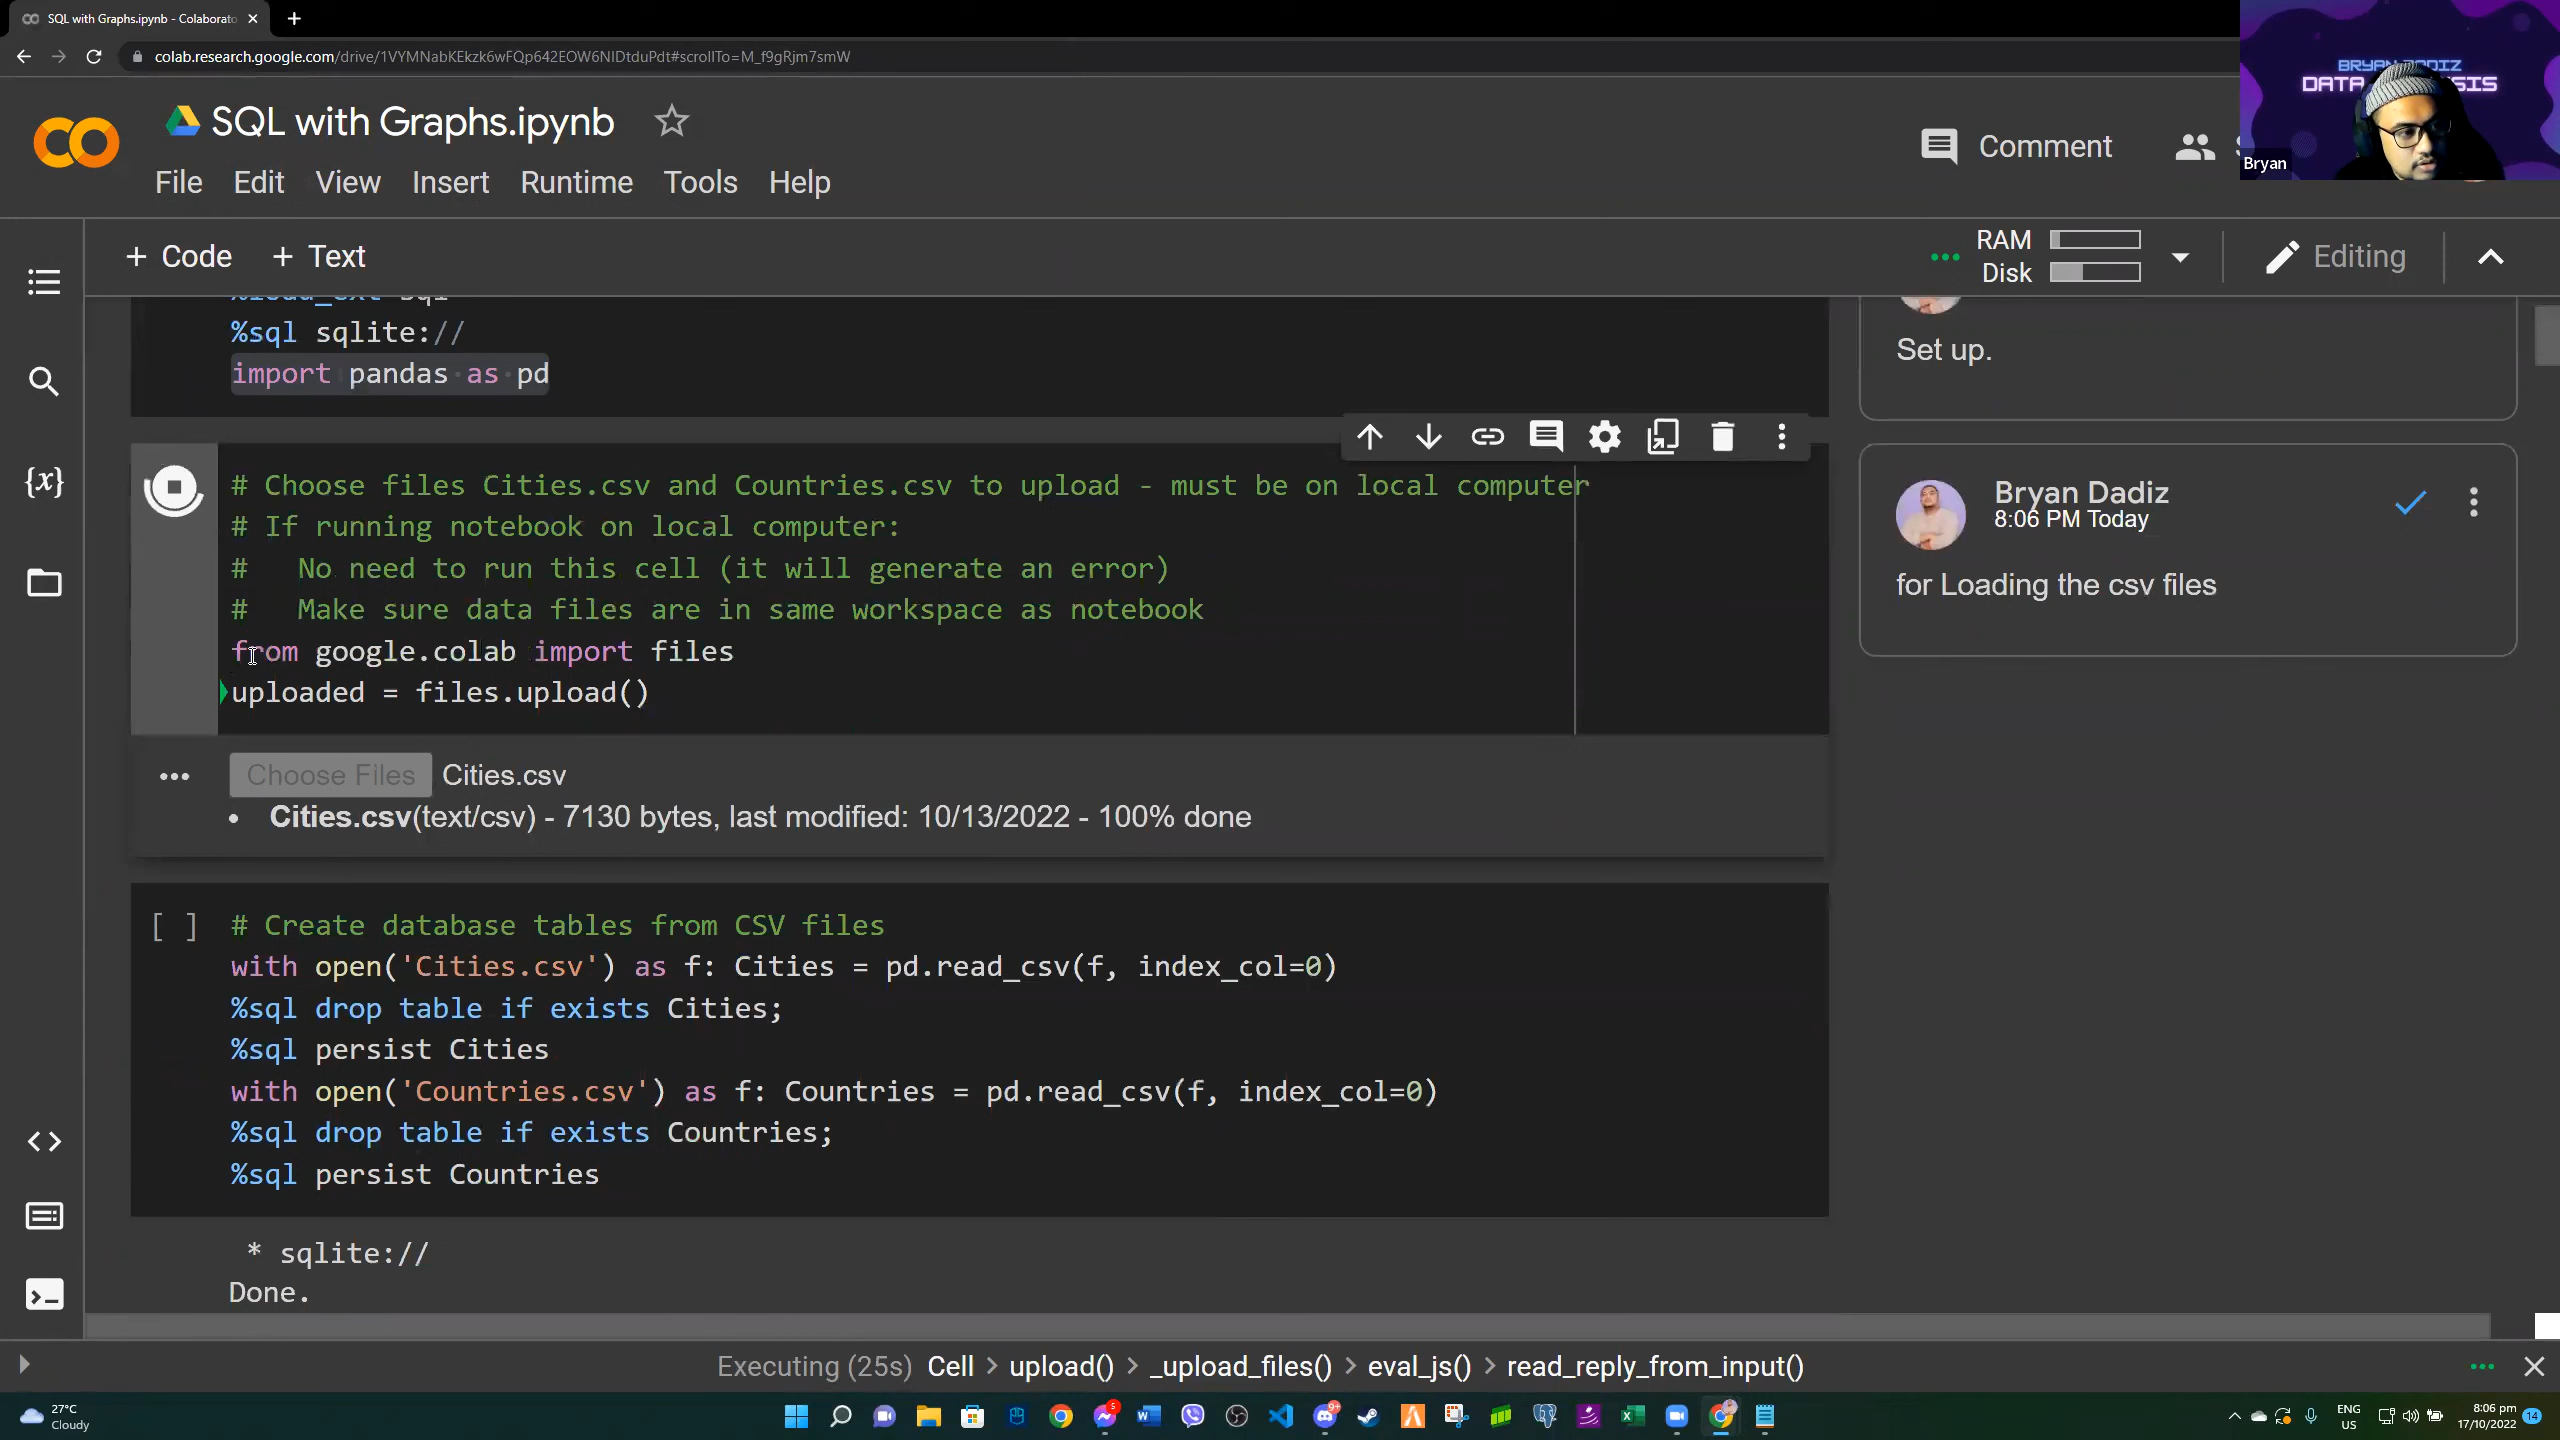 SQL with Graphs.ipynb - Colaborato
colab.research.google.com/drive/1VYMNabKEkzk6wFQp642EOW6NIDtduPdt#scrollTo=M_f9gRjm7smW
BRYAN DADIZ
Bryan
SQL with Graphs.ipynb
Comment
File Edit View Insert Runtime Tools Help
+ Code + Text
RAM
Disk
Editing
%load_ext sql
%sql sqlite://
import pandas as pd
Set up.
# Choose files Cities.csv and Countries.csv to upload - must be on local computer
# If running notebook on local computer:
#   No need to run this cell (it will generate an error)
#   Make sure data files are in same workspace as notebook
from google.colab import files
uploaded = files.upload()
Bryan Dadiz
8:06 PM Today
for Loading the csv files
Choose Files Cities.csv
• Cities.csv(text/csv) - 7130 bytes, last modified: 10/13/2022 - 100% done
[ ] # Create database tables from CSV files
with open('Cities.csv') as f: Cities = pd.read_csv(f, index_col=0)
%sql drop table if exists Cities;
%sql persist Cities
with open('Countries.csv') as f: Countries = pd.read_csv(f, index_col=0)
%sql drop table if exists Countries;
%sql persist Countries
* sqlite://
Done.
Executing (25s) Cell > upload() > _upload_files() > eval_js() > read_reply_from_input()
27°C
Cloudy
ENG
US
8:06 pm
17/10/2022
14